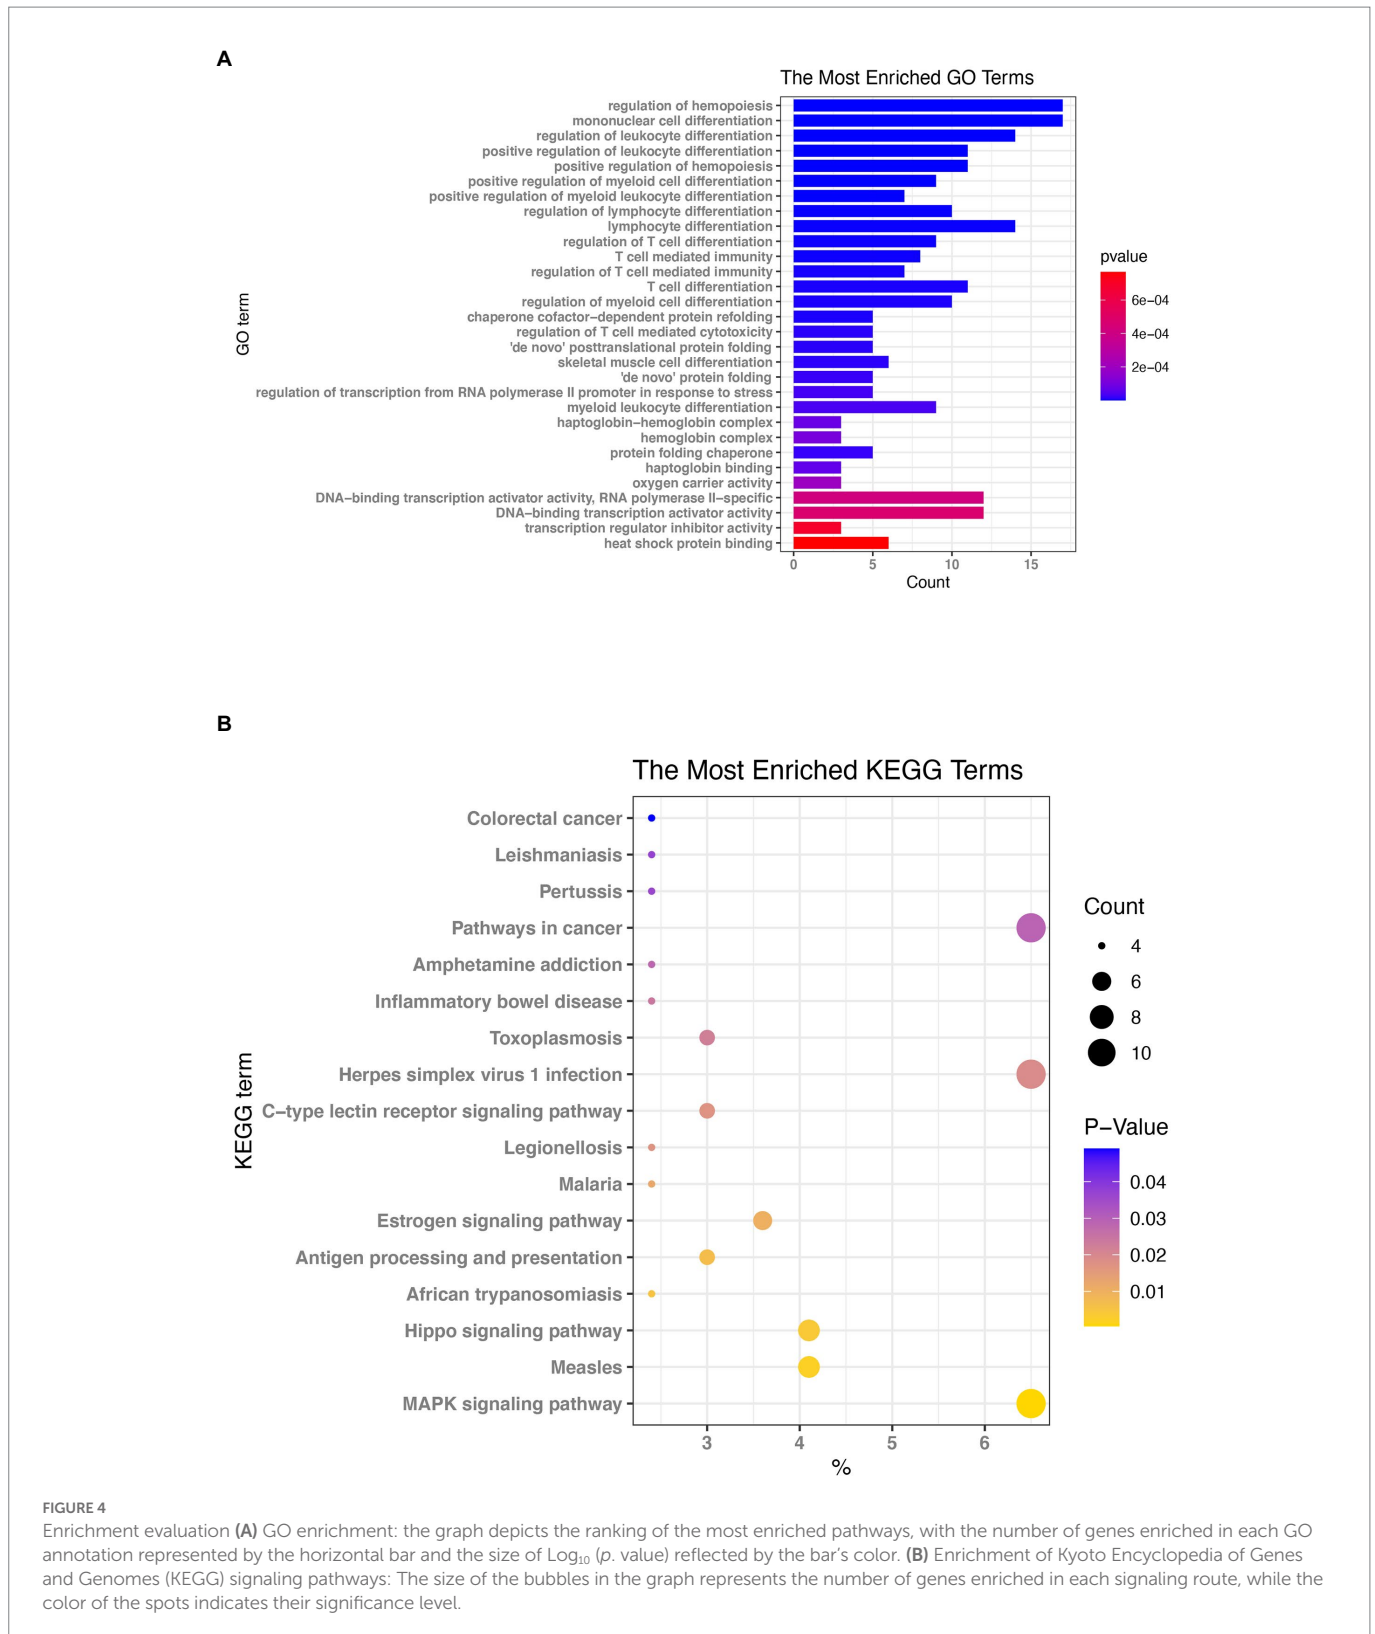 A
The Most Enriched GO Terms
regulation of hemopoiesis
mononuclear cell differentiation
regulation of leukocyte differentiation
positive regulation of leukocyte differentiation
positive regulation of hemopoiesis
positive regulation of myeloid cell differentiation
positive regulation of myeloid leukocyte differentiation
regulation of lymphocyte differentiation
lymphocyte differentiation
regulation of T cell differentiation
T cell mediated immunity
regulation of T cell mediated immunity
T cell differentiation
regulation of myeloid cell differentiation
chaperone cofactor−dependent protein refolding
regulation of T cell mediated cytotoxicity
'de novo' posttranslational protein folding
skeletal muscle cell differentiation
'de novo' protein folding
regulation of transcription from RNA polymerase II promoter in response to stress
myeloid leukocyte differentiation
haptoglobin−hemoglobin complex
hemoglobin complex
protein folding chaperone
haptoglobin binding
oxygen carrier activity
DNA−binding transcription activator activity, RNA polymerase II−specific
DNA−binding transcription activator activity
transcription regulator inhibitor activity
heat shock protein binding
GO term
0 5 10 15
Count
pvalue
6e−04
4e−04
2e−04
B
The Most Enriched KEGG Terms
Colorectal cancer
Leishmaniasis
Pertussis
Pathways in cancer
Amphetamine addiction
Inflammatory bowel disease
Toxoplasmosis
Herpes simplex virus 1 infection
C−type lectin receptor signaling pathway
Legionellosis
Malaria
Estrogen signaling pathway
Antigen processing and presentation
African trypanosomiasis
Hippo signaling pathway
Measles
MAPK signaling pathway
KEGG term
3 4 5 6
%
Count
4
6
8
10
P−Value
0.04
0.03
0.02
0.01
FIGURE 4
Enrichment evaluation (A) GO enrichment: the graph depicts the ranking of the most enriched pathways, with the number of genes enriched in each GO
annotation represented by the horizontal bar and the size of Log₁₀ (p. value) reflected by the bar's color. (B) Enrichment of Kyoto Encyclopedia of Genes
and Genomes (KEGG) signaling pathways: The size of the bubbles in the graph represents the number of genes enriched in each signaling route, while the
color of the spots indicates their significance level.